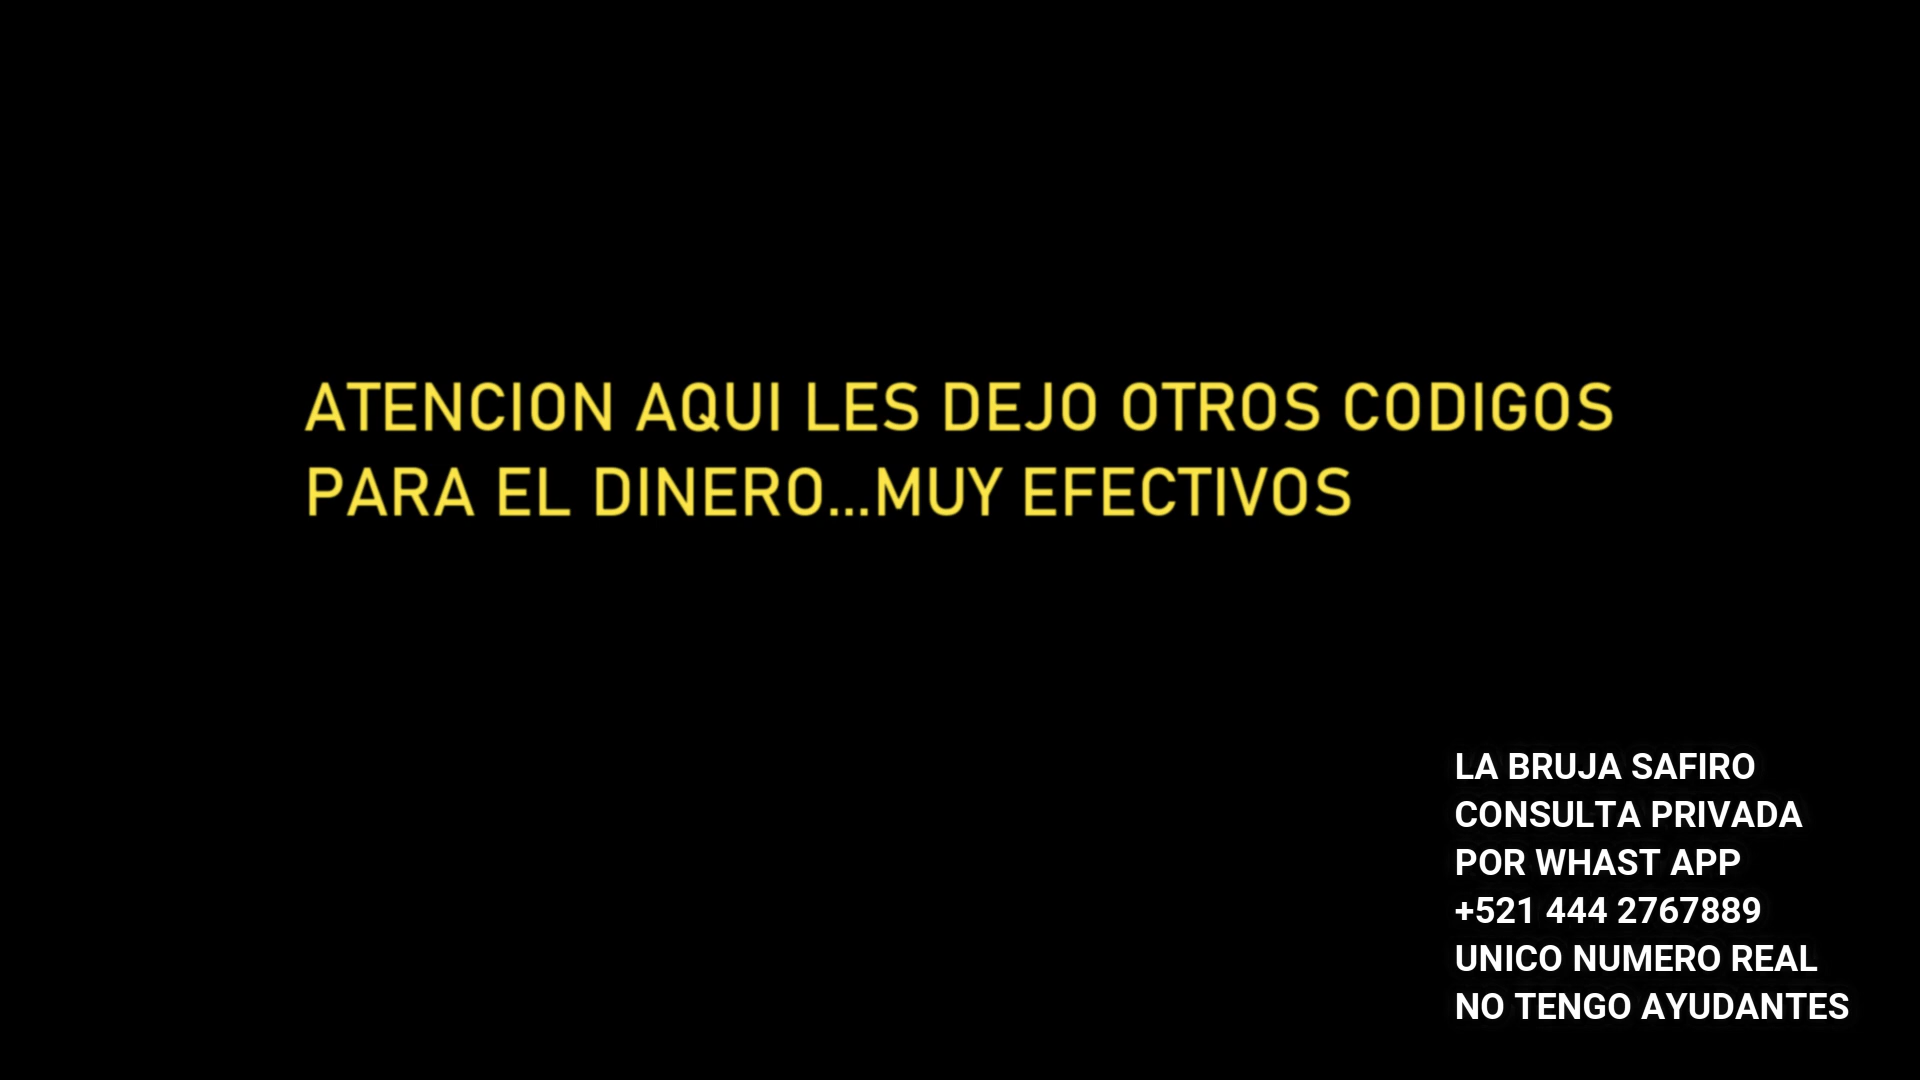 ATENCION AQUI LES DEJO OTROS CODIGOS
PARA EL DINERO...MUY EFECTIVOS
LA BRUJA SAFIRO
CONSULTA PRIVADA
POR WHAST APP
+521 444 2767889
UNICO NUMERO REAL
NO TENGO AYUDANTES